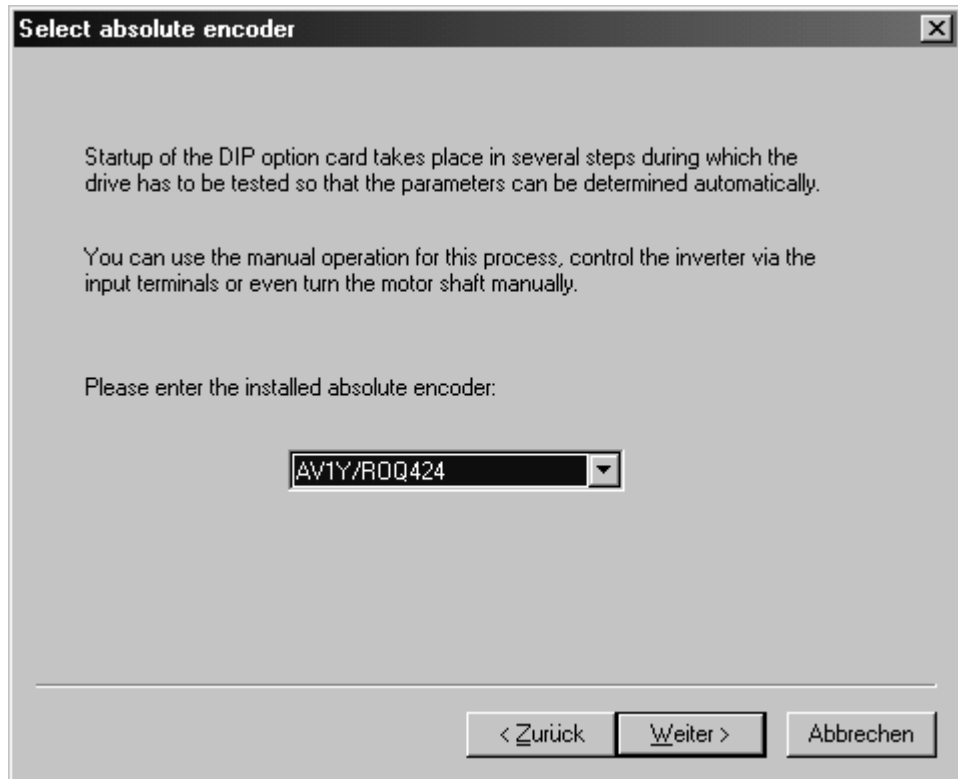 Select absolute encoder
Startup of the DIP option card takes place in several steps during which the
drive has to be tested so that the parameters can be determined automatically.
You can use the manual operation for this process, control the inverter via the
input terminals or even turn the motor shaft manually.
Please enter the installed absolute encoder:
AV1Y/ROQ424
< Zurück   Weiter >   Abbrechen